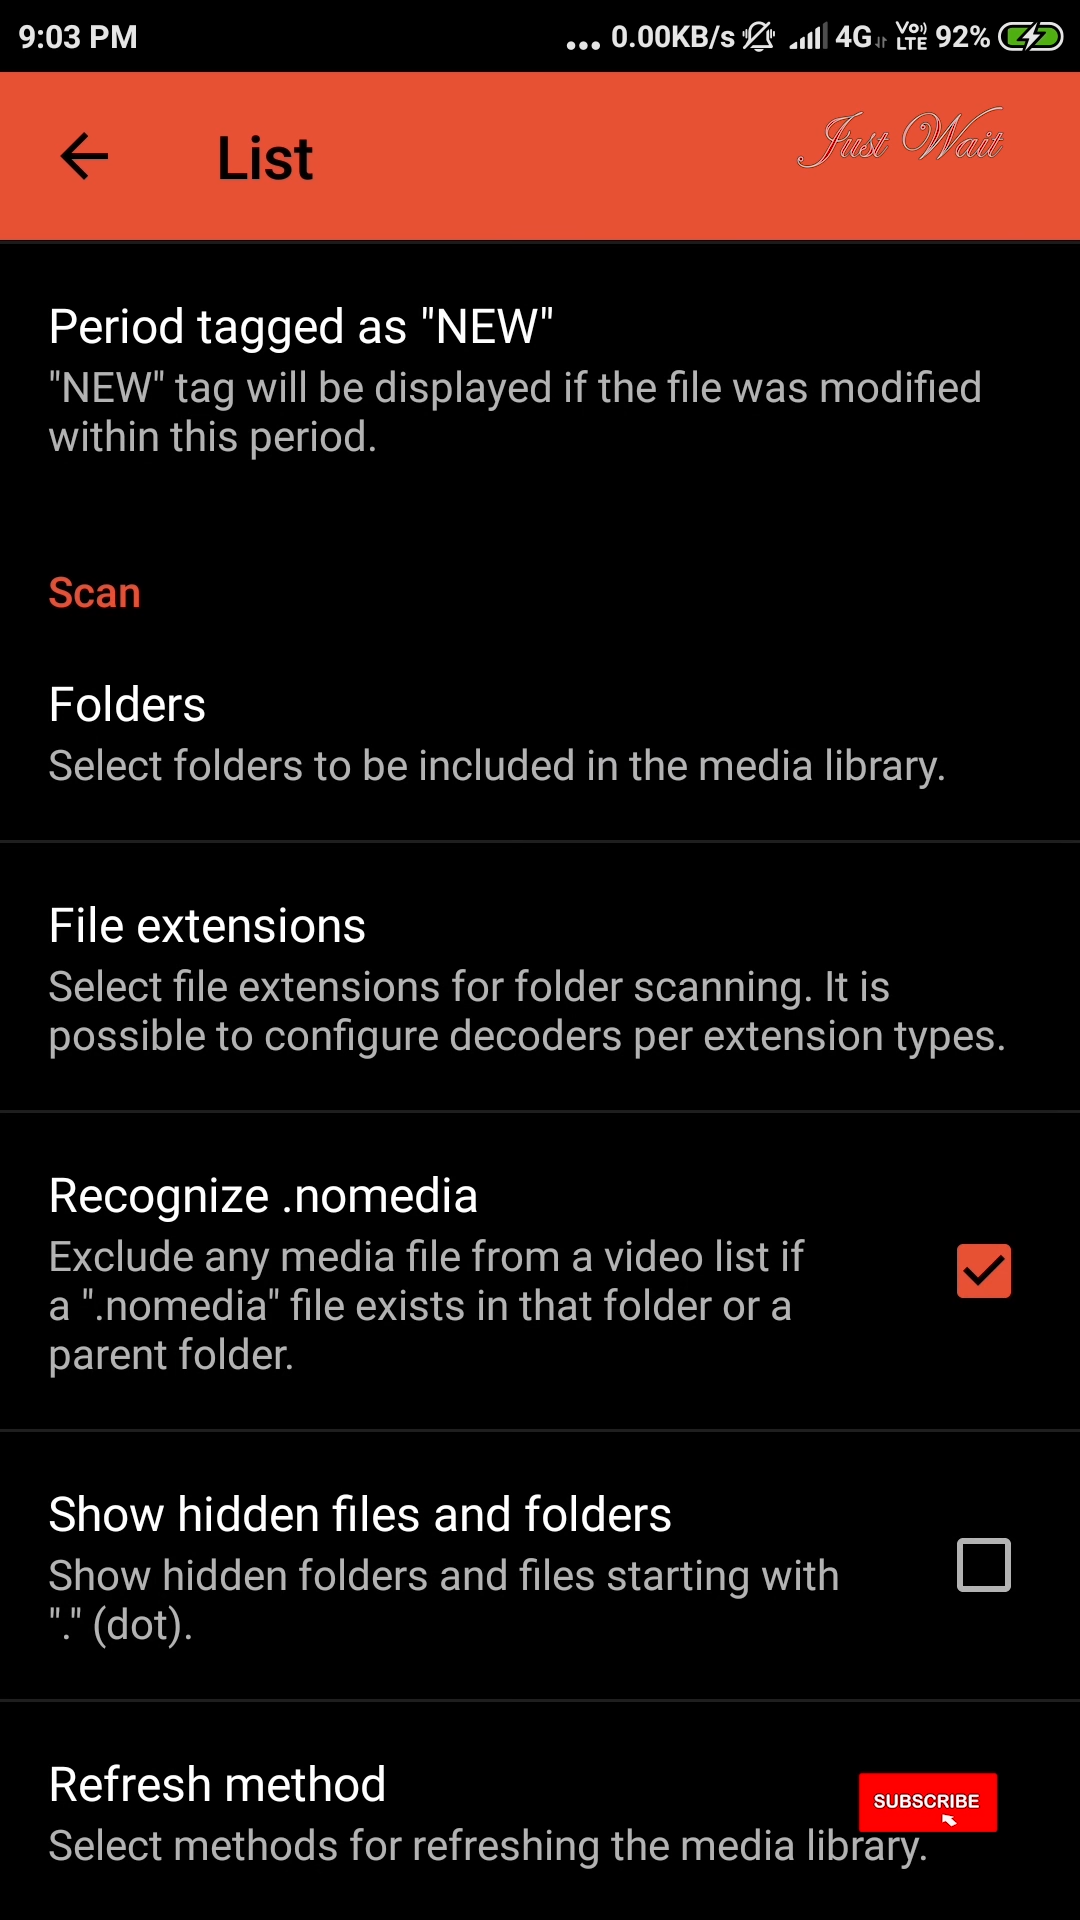 9:03 PM
... 0.00KB/s 4G Vo) LTE 92%
List
Just Wait
Period tagged as "NEW"
"NEW" tag will be displayed if the file was modified
within this period.
Scan
Folders
Select folders to be included in the media library.
File extensions
Select file extensions for folder scanning. It is
possible to configure decoders per extension types.
Recognize .nomedia
Exclude any media file from a video list if
a ".nomedia" file exists in that folder or a
parent folder.
Show hidden files and folders
Show hidden folders and files starting with
"." (dot).
Refresh method
SUBSCRIBE
Select methods for refreshing the media library.